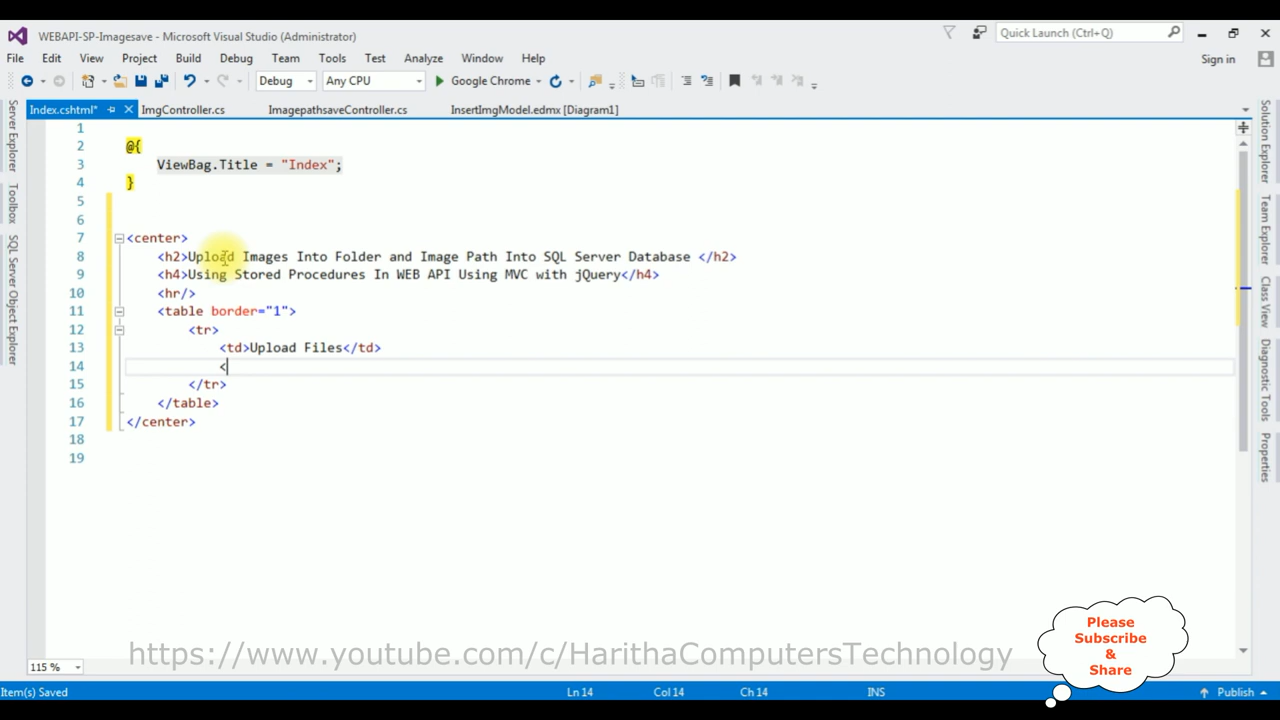 WEBAPI-SP-Imagesave - Microsoft Visual Studio (Administrator)
Quick Launch (Ctrl+Q)
File Edit View Project Build Debug Team Tools Test Analyze Window Help
Sign in
Debug Any CPU Google Chrome
Index.cshtml* ImgController.cs ImagepathsaveController.cs InsertImgModel.edmx [Diagram1]
Server Explorer
Toolbox
SQL Server Object Explorer
1
2 @{
3 ViewBag.Title = "Index";
4 }
5
6
7 <center>
8 <h2>Upload Images Into Folder and Image Path Into SQL Server Database </h2>
9 <h4>Using Stored Procedures In WEB API Using MVC with jQuery</h4>
10 <hr/>
11 <table border="1">
12 <tr>
13 <td>Upload Files</td>
14 <
15 </tr>
16 </table>
17 </center>
18
19
Solution Explorer
Team Explorer
Class View
Diagnostic Tools
Properties
Please
Subscribe
&
Share
https://www.youtube.com/c/HarithaComputersTechnology
115 %
Item(s) Saved Ln 14 Col 14 Ch 14 INS Publish